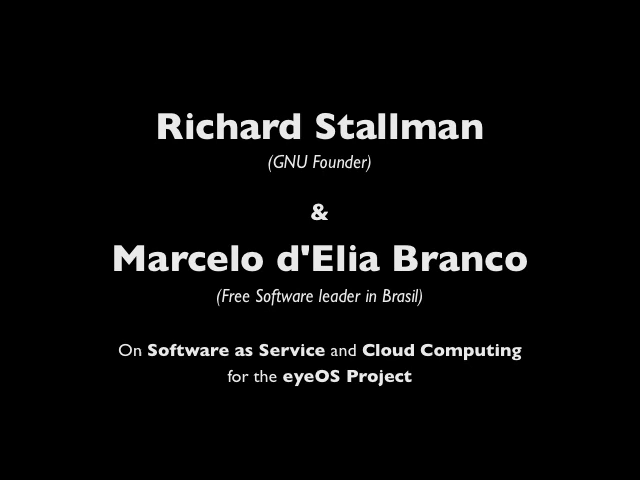 Richard Stallman
(GNU Founder)
&
Marcelo d'Elia Branco
(Free Software leader in Brasil)
On Software as Service and Cloud Computing
for the eyeOS Project